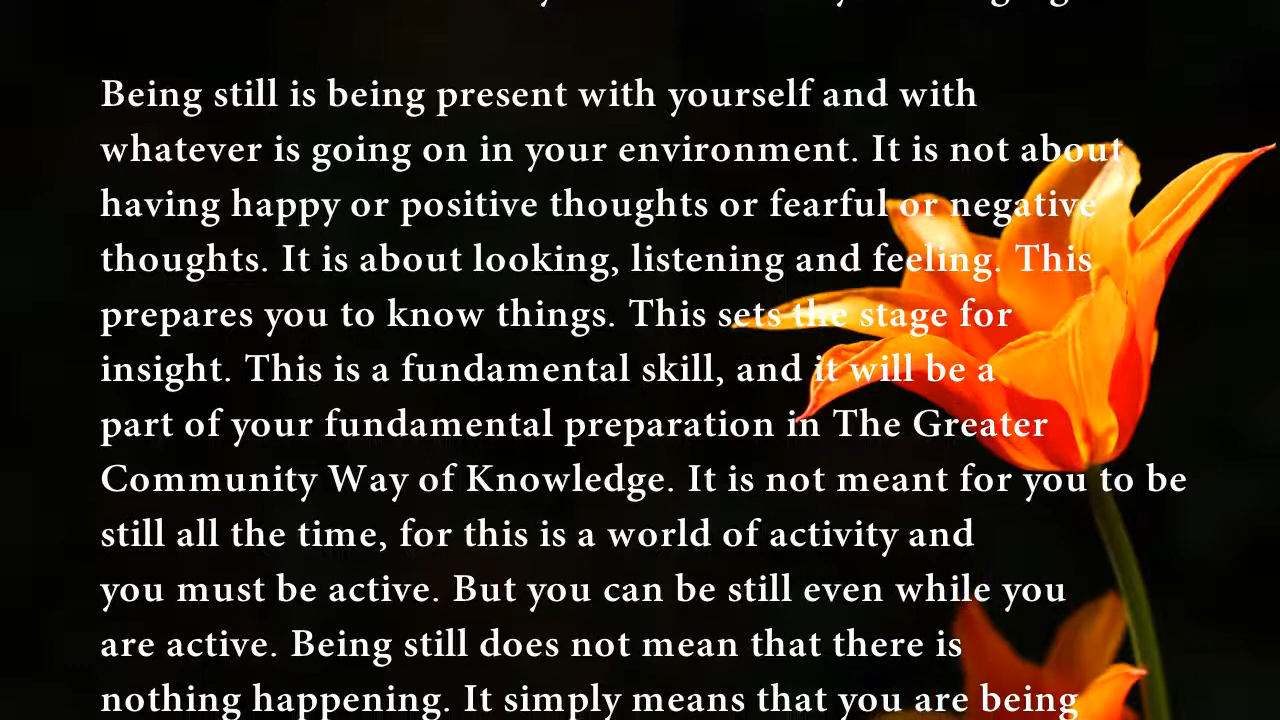 Being still is being present with yourself and with
whatever is going on in your environment. It is not about
having happy or positive thoughts or fearful or negative
thoughts. It is about looking, listening and feeling. This
prepares you to know things. This sets the stage for
insight. This is a fundamental skill, and it will be a
part of your fundamental preparation in The Greater
Community Way of Knowledge. It is not meant for you to be
still all the time, for this is a world of activity and
you must be active. But you can be still even while you
are active. Being still does not mean that there is
nothing happening. It simply means that you are being